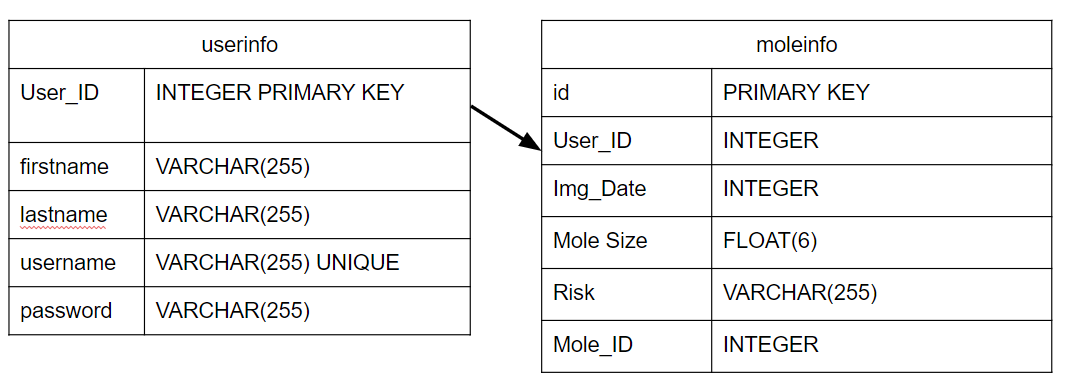 userinfo
User_ID INTEGER PRIMARY KEY
firstname VARCHAR(255)
lastname VARCHAR(255)
username VARCHAR(255) UNIQUE
password VARCHAR(255)
moleinfo
id PRIMARY KEY
User_ID INTEGER
Img_Date INTEGER
Mole Size FLOAT(6)
Risk VARCHAR(255)
Mole_ID INTEGER